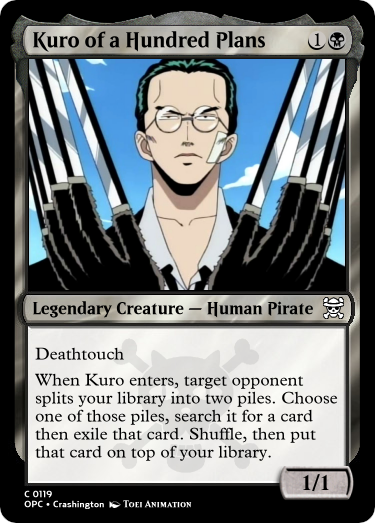 Kuro of a Hundred Plans 1
Legendary Creature — Human Pirate
Deathtouch
When Kuro enters, target opponent
splits your library into two piles. Choose
one of those piles, search it for a card
then exile that card. Shuffle, then put
that card on top of your library.
1/1
C 0119
OPC • Crashington TOEI ANIMATION